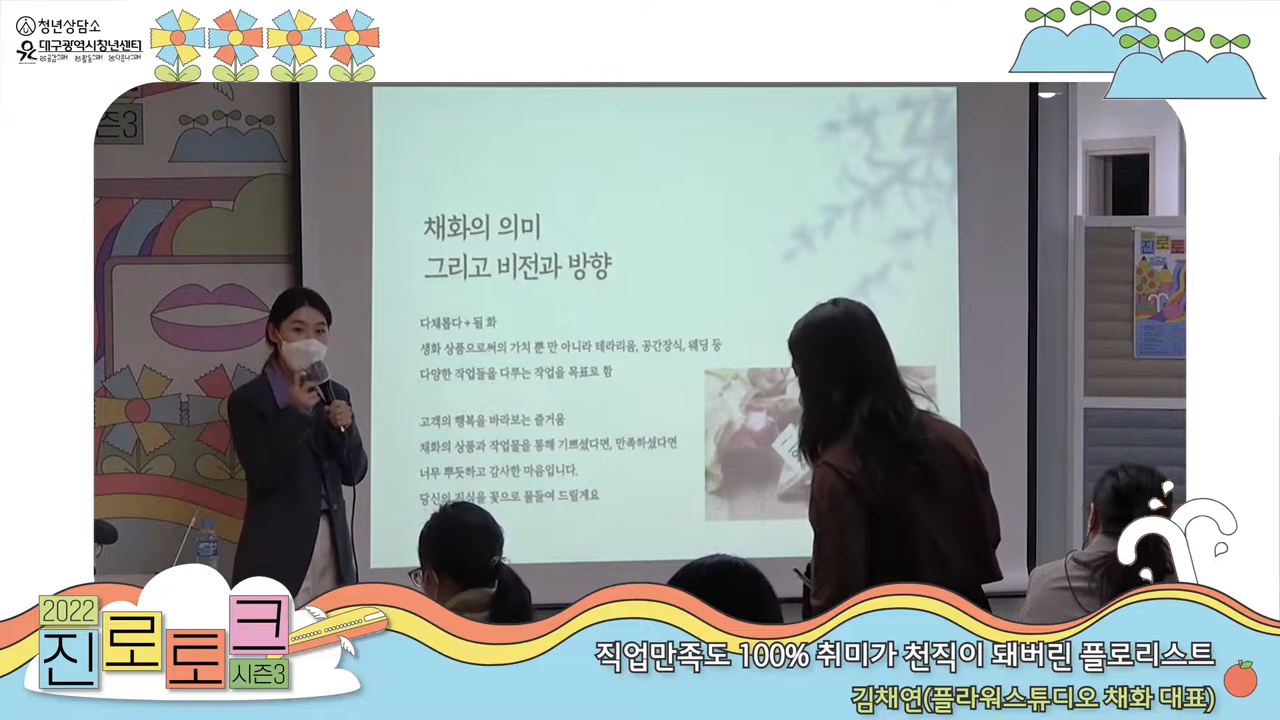 청년상담소
대구광역시청년센터
시즌3
채화의 의미
그리고 비전과 방향
다채롭다 + 될 화
생화 상품으로써의 가치 뿐 만 아니라 테라리움, 공간장식, 웨딩 등
다양한 작업들을 다루는 작업을 목표로 함
고객의 행복을 바라보는 즐거움
채화의 상품과 작업물을 통해 기쁘셨다면, 만족하셨다면
너무 뿌듯하고 감사한 마음입니다.
당신의 진심을 꽃으로 물들여 드릴게요
진로토
2022
진로토크
시즌3
직업만족도 100% 취미가 천직이 돼버린 플로리스트
김채연(플라워스튜디오 채화 대표)